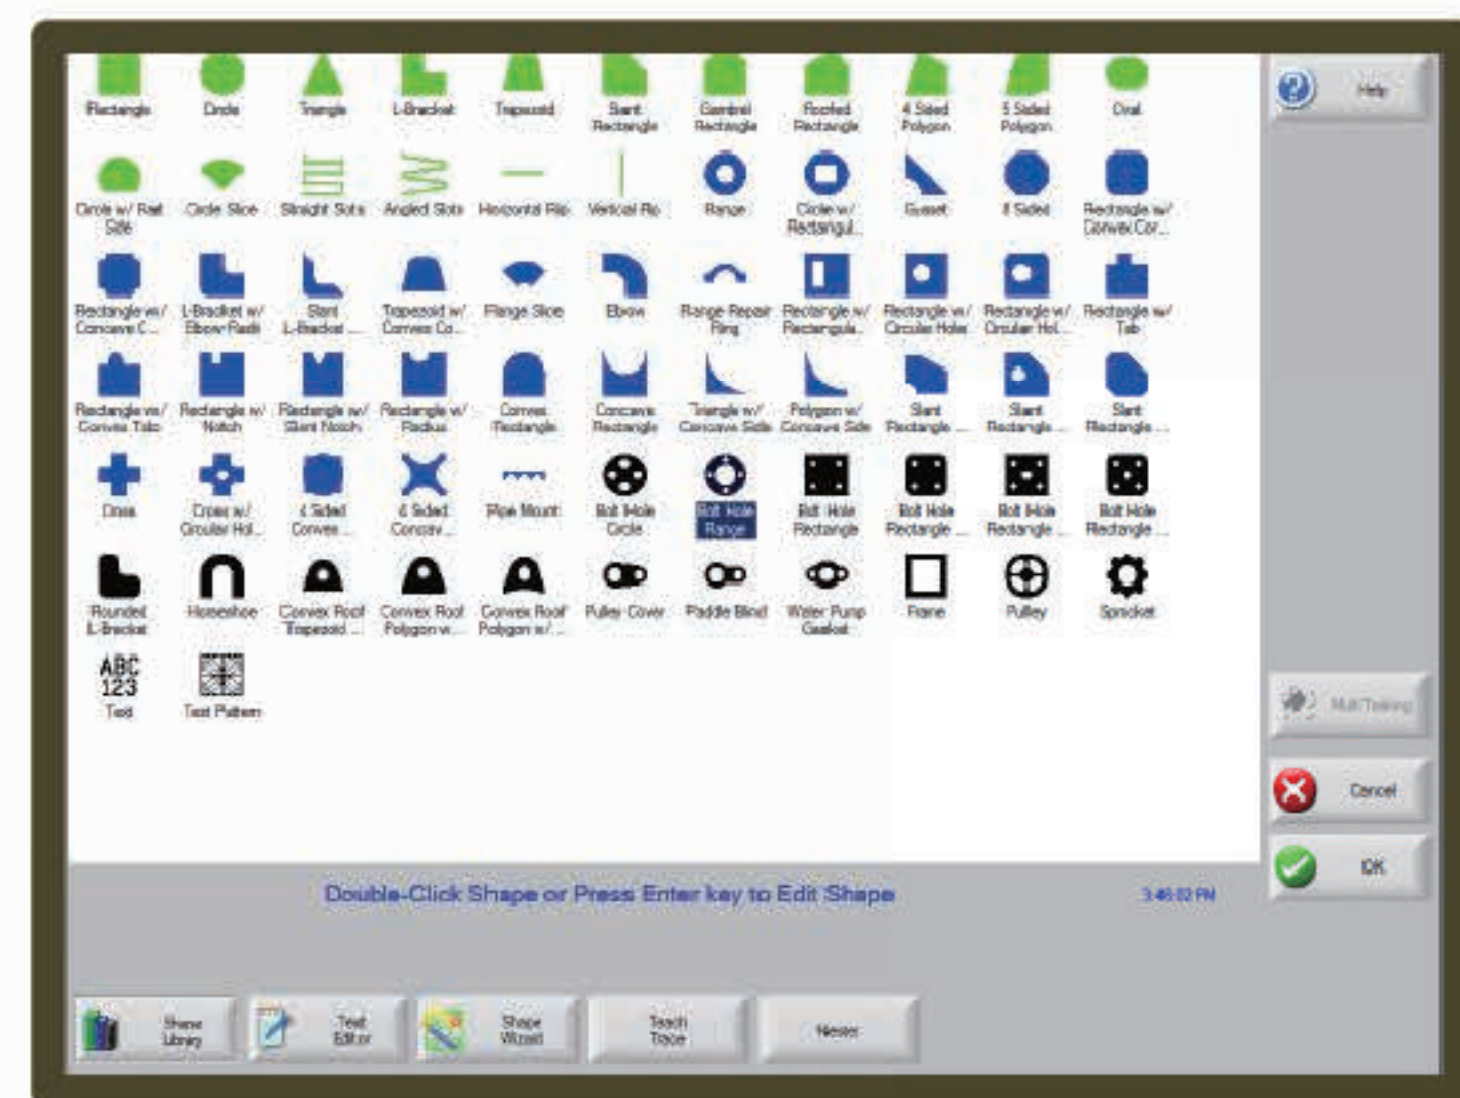 Rectangle
Circle
Triangle
L-Bracket
Trapezoid
Slant
Rectangle
Gambrel
Rectangle
Roofed
Rectangle
4 Sided
Polygon
5 Sided
Polygon
Oval
Circle w/ Flat
Side
Circle Slice
Straight Slots
Angled Slots
Horizontal Rip
Vertical Rip
Flange
Circle w/
Rectangul...
Gusset
8 Sided
Rectangle w/
Convex Cor...
Rectangle w/
Concave C...
L-Bracket w/
Elbow Radii
Slant
L-Bracket ...
Trapezoid w/
Convex Co...
Flange Slice
Elbow
Flange Repair
Ring
Rectangle w/
Rectangula...
Rectangle w/
Circular Holes
Rectangle w/
Circular Hol...
Rectangle w/
Tab
Rectangle w/
Convex Tabs
Rectangle w/
Notch
Rectangle w/
Slant Notch
Rectangle w/
Radius
Convex
Rectangle
Concave
Rectangle
Triangle w/
Concave Side
Polygon w/
Concave Side
Slant
Rectangle ...
Slant
Rectangle ...
Slant
Rectangle ...
Cross
Cross w/
Circular Hol...
4 Sided
Convex ...
4 Sided
Concav...
Pipe Mount
Bolt Hole
Circle
Bolt Hole
Flange
Bolt Hole
Rectangle
Bolt Hole
Rectangle ...
Bolt Hole
Rectangle ...
Bolt Hole
Rectangle ...
Rounded
L-Bracket
Horseshoe
Convex Roof
Trapezoid ...
Convex Roof
Polygon w...
Convex Roof
Polygon w/ ...
Pulley Cover
Paddle Blind
Water Pump
Gasket
Frame
Pulley
Sprocket
ABC
123
Text
Test Pattern
Help
Multi Tasking
Cancel
OK
Double-Click Shape or Press Enter key to Edit Shape
Shape
Library
Text
Editor
Shape
Wizard
Teach
Trace
Nester